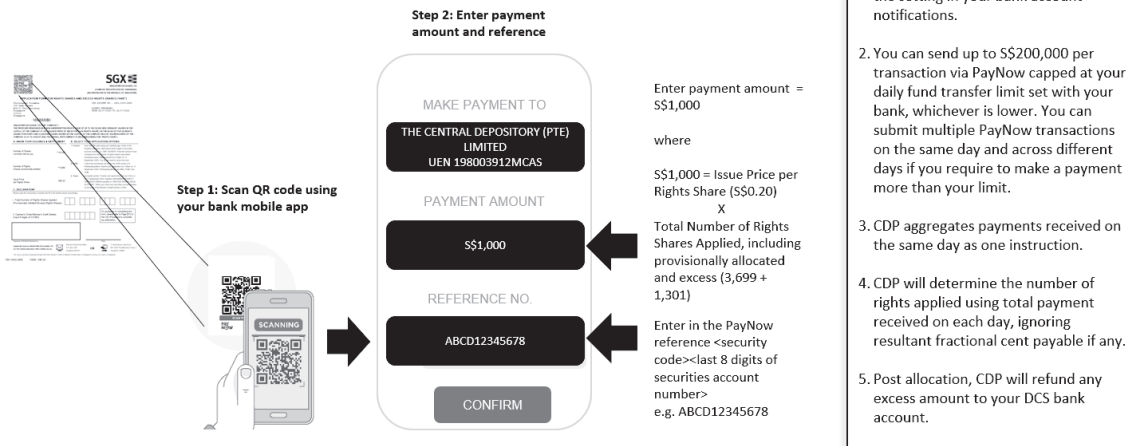 Step 2: Enter payment
amount and reference
SGX
MAKE PAYMENT TO
THE CENTRAL DEPOSITORY (PTE)
LIMITED
UEN 198003912MCAS
Step 1: Scan QR code using
your bank mobile app
PAYMENT AMOUNT
S$1,000
REFERENCE NO.
ABCD12345678
CONFIRM
PAY
NOW
SCANNING
Enter payment amount =
S$1,000
where
S$1,000 = Issue Price per
Rights Share (S$0.20)
X
Total Number of Rights
Shares Applied, including
provisionally allocated
and excess (3,699 +
1,301)
Enter in the PayNow
reference <security
code><last 8 digits of
securities account
number>
e.g. ABCD12345678
notifications.
2. You can send up to S$200,000 per
transaction via PayNow capped at your
daily fund transfer limit set with your
bank, whichever is lower. You can
submit multiple PayNow transactions
on the same day and across different
days if you require to make a payment
more than your limit.
3. CDP aggregates payments received on
the same day as one instruction.
4. CDP will determine the number of
rights applied using total payment
received on each day, ignoring
resultant fractional cent payable if any.
5. Post allocation, CDP will refund any
excess amount to your DCS bank
account.